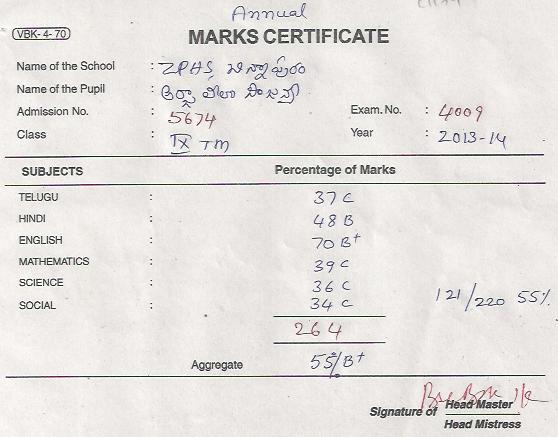 Annual
VBK- 4- 70
MARKS CERTIFICATE
Name of the School : ZPHS,
Name of the Pupil :
Admission No. : 5674 Exam. No. : 4009
Class : IX TM Year : 2013-14
SUBJECTS Percentage of Marks
TELUGU : 37 C
HINDI : 48 B
ENGLISH : 70 B+
MATHEMATICS : 39 C
SCIENCE : 36 C
SOCIAL : 34 C
121/220 55%
264
Aggregate 55%/B+
Signature of Head Master
Head Mistress